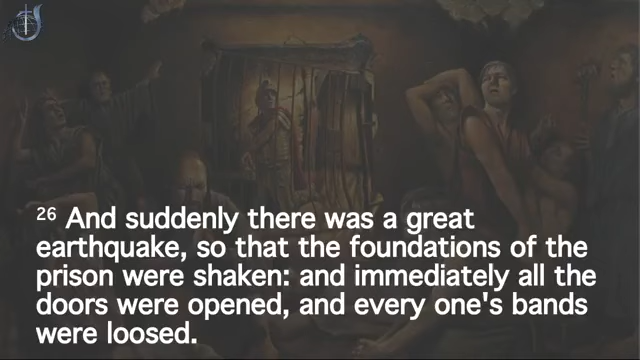 26 And suddenly there was a great
earthquake, so that the foundations of the
prison were shaken: and immediately all the
doors were opened, and every one's bands
were loosed.